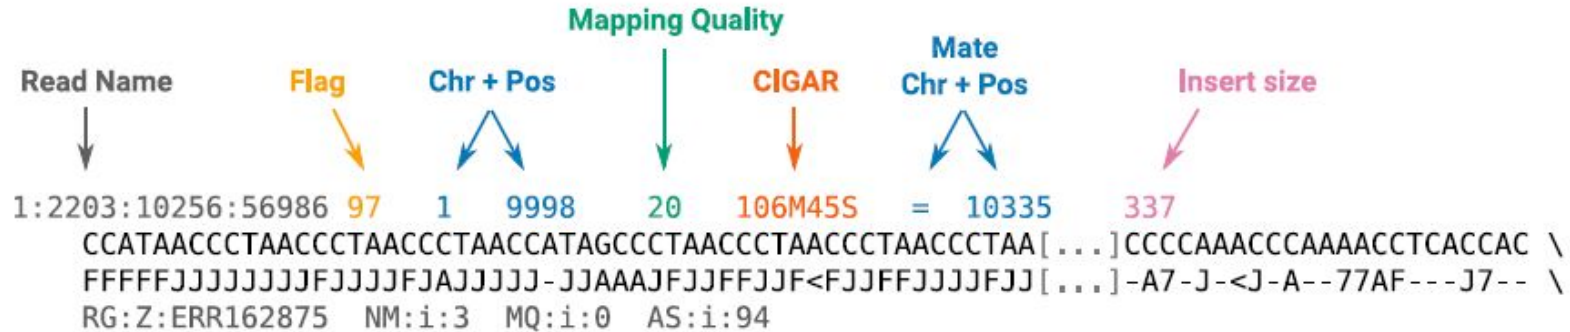 Mapping Quality
Mate
Read Name Flag Chr + Pos CIGAR Chr + Pos Insert size
1:2203:10256:56986 97 1 9998 20 106M45S = 10335 337
CCATAACCCTAACCCTAACCCTAACCATAGCCCTAACCCTAACCCTAACCCTAA[...]CCCCAAACCCAAAACCTCACCAC \
FFFFFJJJJJJJJFJJJJFJAJJJJJ-JJAAAJFJJFFJJF<FJJFFJJJJFJJ[...]-A7-J-<J-A--77AF---J7-- \
RG:Z:ERR162875 NM:i:3 MQ:i:0 AS:i:94